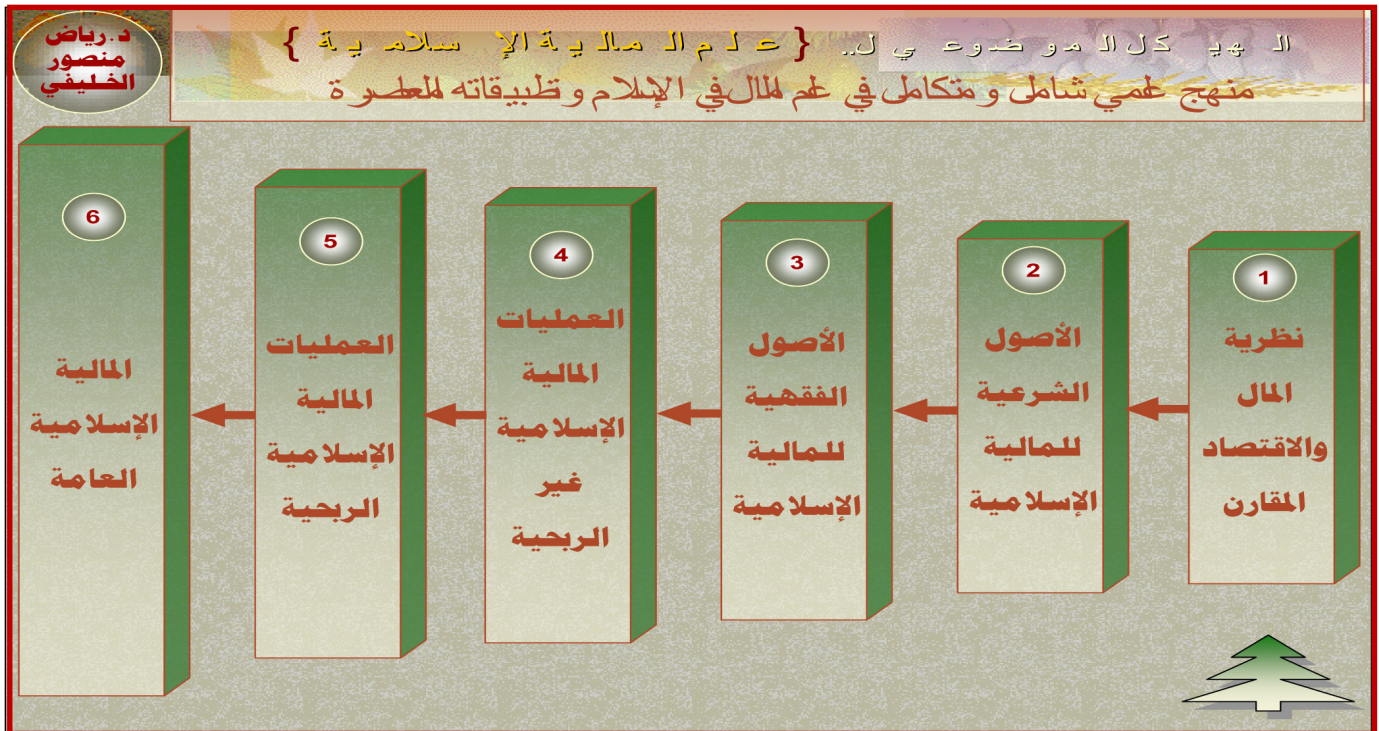 الهيكل الموضوعي ل.. { علم المالية الإسلامية }
منهج علمي شامل ومتكامل في علم المال في الإسلام وتطبيقاته المعاصرة
د.رياض
منصور
الخليفي
1
نظرية
المال
والاقتصاد
المقارن
2
الأصول
الشرعية
للمالية
الإسلامية
3
الأصول
الفقهية
للمالية
الإسلامية
4
العمليات
المالية
الإسلامية
غير
الربحية
5
العمليات
المالية
الإسلامية
الربحية
6
المالية
الإسلامية
العامة